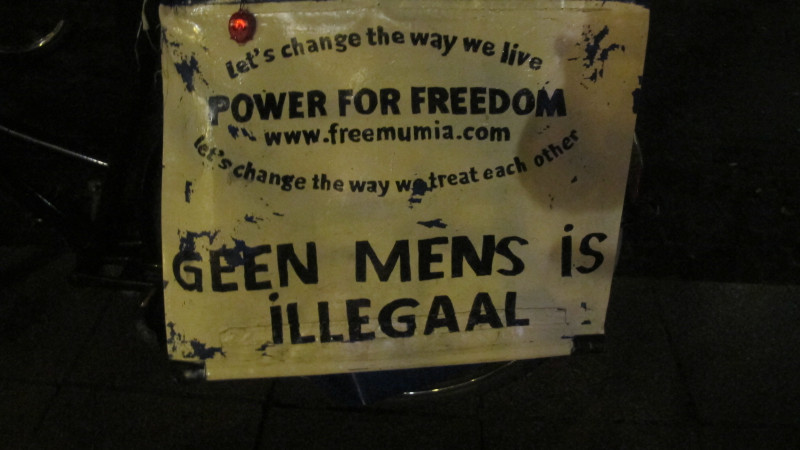 let's change the way we live
POWER FOR FREEDOM
www.freemumia.com
let's change the way we treat each other
GEEN MENS iS
iLLEGAAL